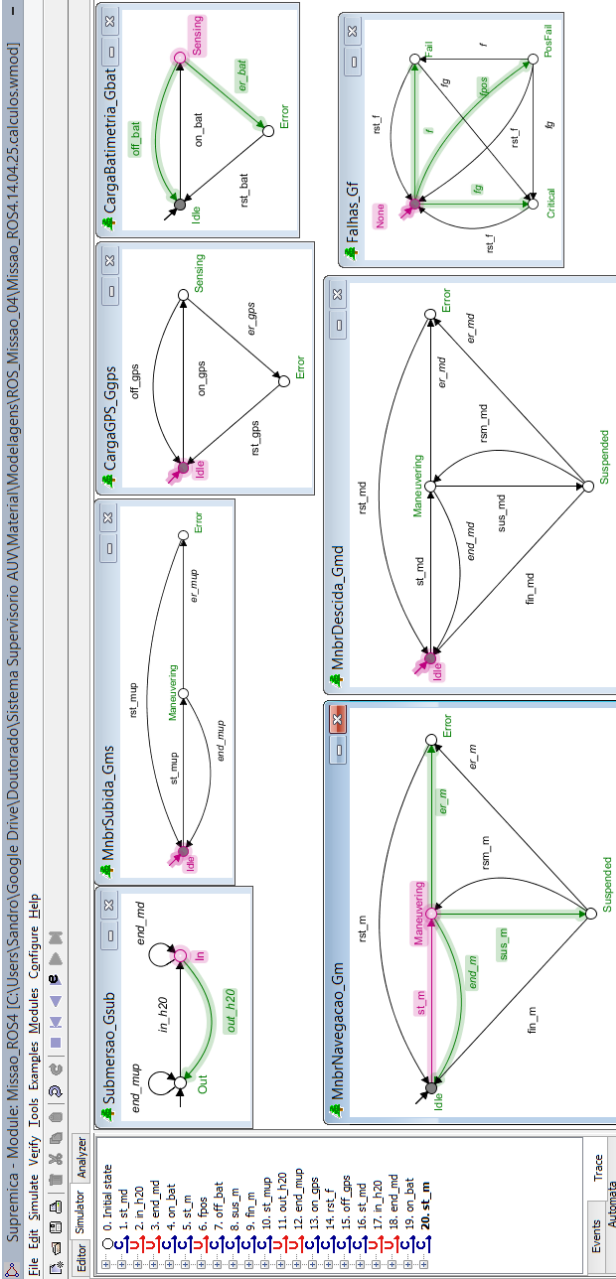 Supremica - Module: Missao_ROS4 [C:\Users\Sandro\Google Drive\Doutorado\Sistema Supervisorio AUV\Material\Modelagens\ROS_Missao_04\Missao_ROS4.14.04.25.calculos.wmod]
File Edit Simulate Verify Tools Examples Modules Configure Help
Editor Simulator Analyzer
0. Initial state
1. st_md
2. in_h20
3. end_md
4. on_bat
5. st_m
6. fpos
7. off_bat
8. sus_m
9. fin_m
10. st_mup
11. out_h20
12. end_mup
13. on_gps
14. rst_f
15. off_gps
16. st_md
17. in_h20
18. end_md
19. on_bat
20. st_m
Events Trace
Automata
Submersao_Gsub
end_mup
end_md
in_h20
Out
In
out_h20
MnbrSubida_Gms
rst_mup
st_mup
Maneuvering
er_mup
Idle
Error
end_mup
CargaGPS_Ggps
off_gps
Sensing
on_gps
Idle
er_gps
rst_gps
Error
CargaBatimetria_Gbat
off_bat
Sensing
on_bat
Idle
er_bat
rst_bat
Error
MnbrNavegacao_Gm
rst_m
Error
st_m
Maneuvering
er_m
Idle
end_m
er_m
rsm_m
sus_m
fin_m
Suspended
MnbrDescida_Gmd
rst_md
Error
st_md
Maneuvering
er_md
Idle
end_md
er_md
rsm_md
sus_md
fin_md
Suspended
Falhas_Gf
rst_f
Fail
None
f
fg
f
fpos
fg
rst_f
PosFail
rst_f
Critical
fg